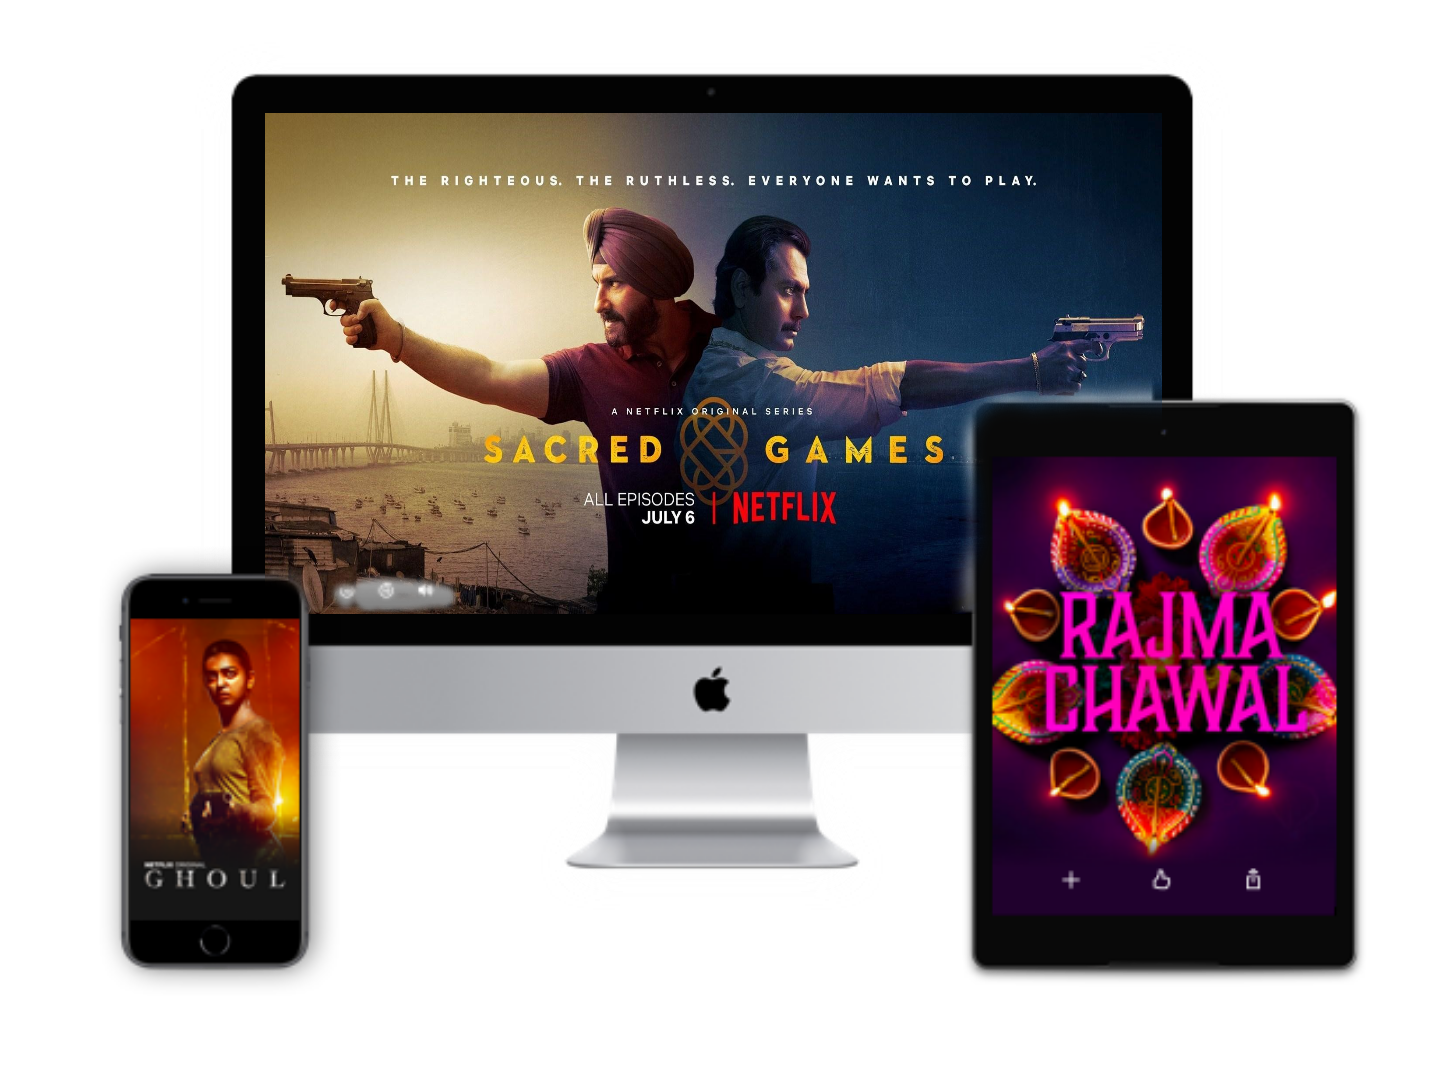 THE RIGHTEOUS. THE RUTHLESS. EVERYONE WANTS TO PLAY.
A NETFLIX ORIGINAL SERIES
SACRED GAMES
ALL EPISODES
JULY 6
NETFLIX
NETFLIX ORIGINAL
GHOUL
RAJMA
CHAWAL